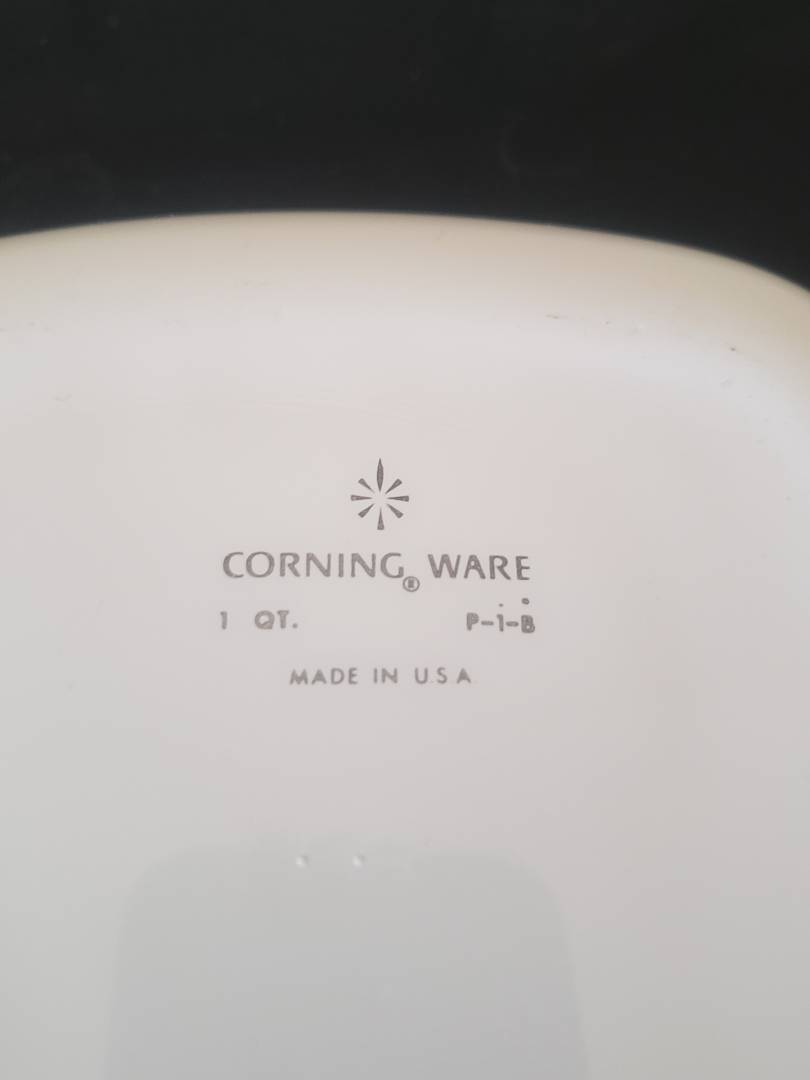 CORNING® WARE
1 QT. P-1-B
MADE IN U.S.A